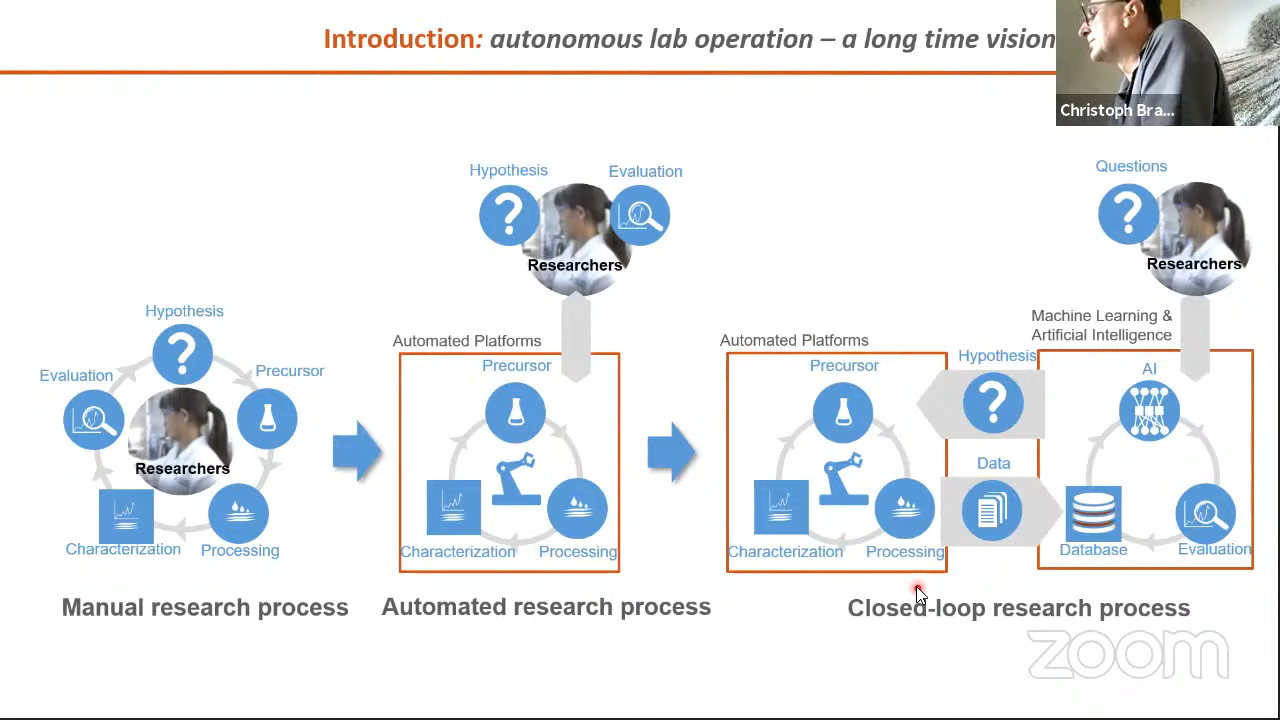 Introduction: autonomous lab operation – a long time vision
Christoph Bra...
Hypothesis
Evaluation
Precursor
Researchers
Characterization
Processing
Manual research process
Hypothesis
Evaluation
Researchers
Automated Platforms
Precursor
Characterization
Processing
Automated research process
Questions
Researchers
Automated Platforms
Precursor
Characterization
Processing
Hypothesis
Data
Machine Learning &
Artificial Intelligence
AI
Database
Evaluation
Closed-loop research process
zoom